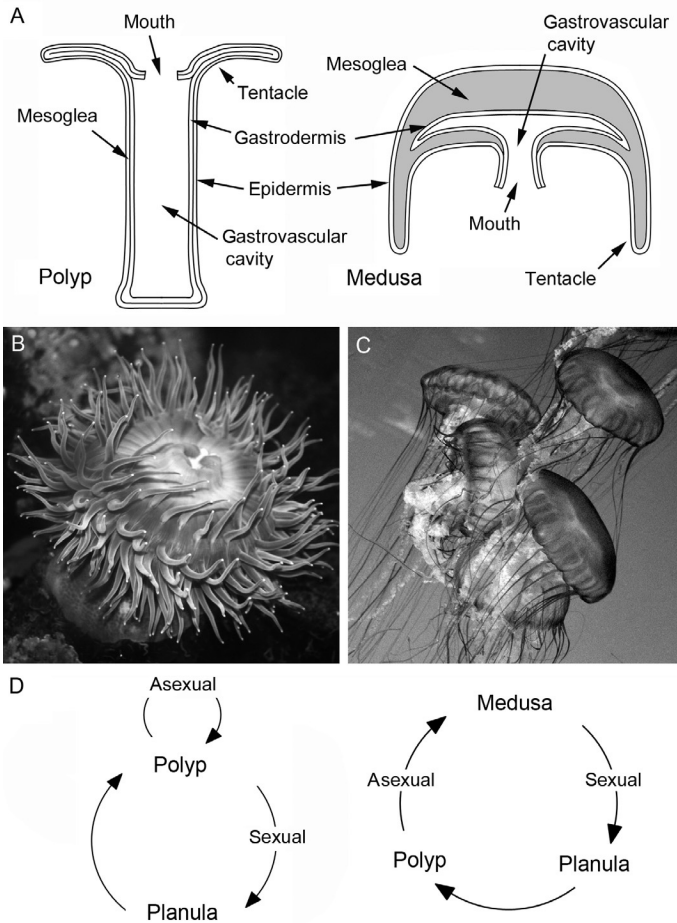 A
Mouth
Gastrovascular
cavity
Mesoglea
Tentacle
Mesoglea
Gastrodermis
Epidermis
Mouth
Gastrovascular
cavity
Polyp
Medusa
Tentacle
B
C
D
Asexual
Polyp
Sexual
Planula
Medusa
Asexual
Sexual
Polyp
Planula